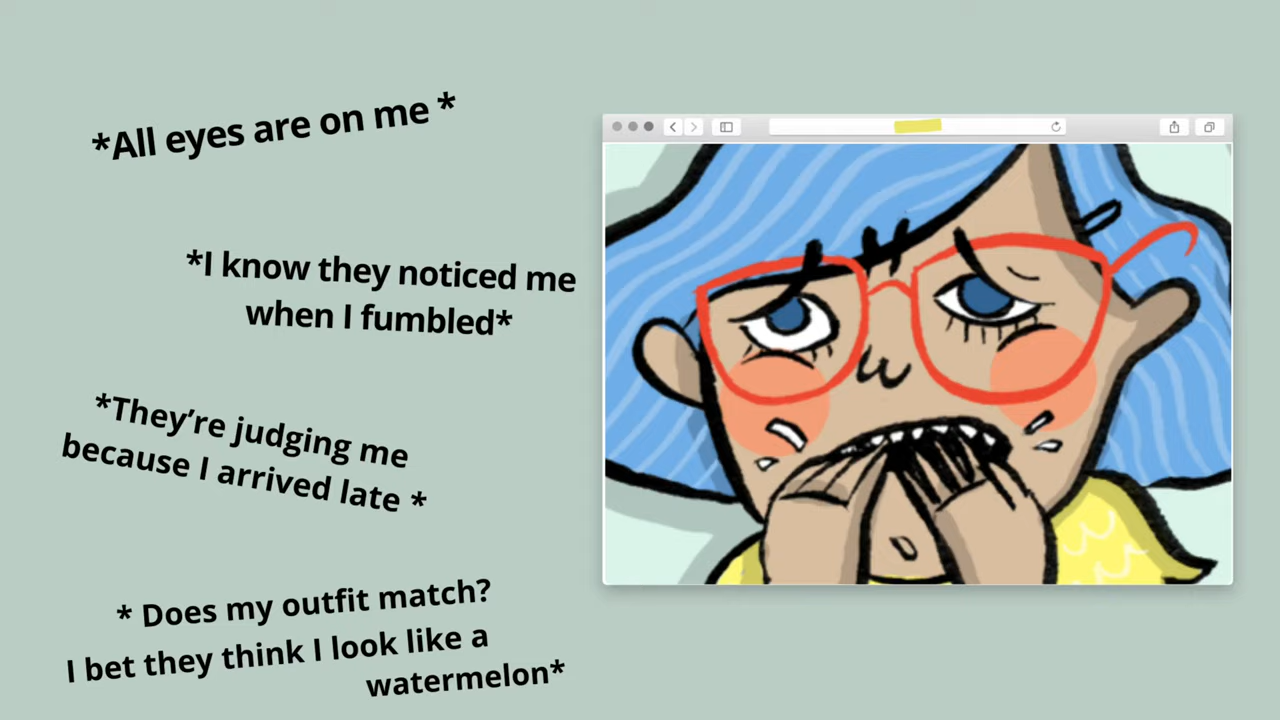 *All eyes are on me *
*I know they noticed me
when I fumbled*
*They’re judging me
because I arrived late *
* Does my outfit match?
I bet they think I look like a
watermelon*